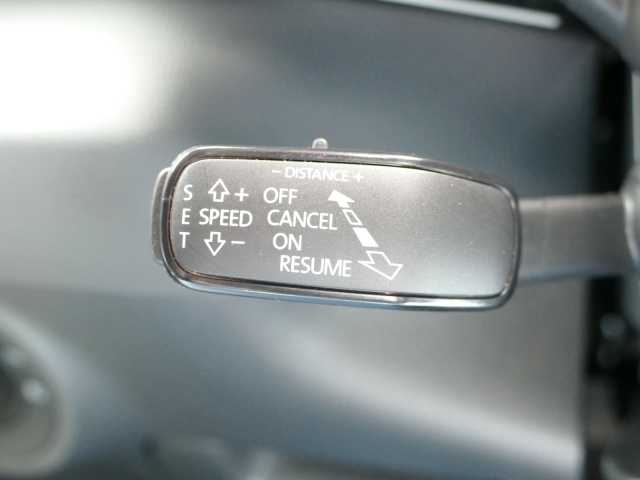 − DISTANCE +
S + OFF
E SPEED CANCEL
T − ON
RESUME